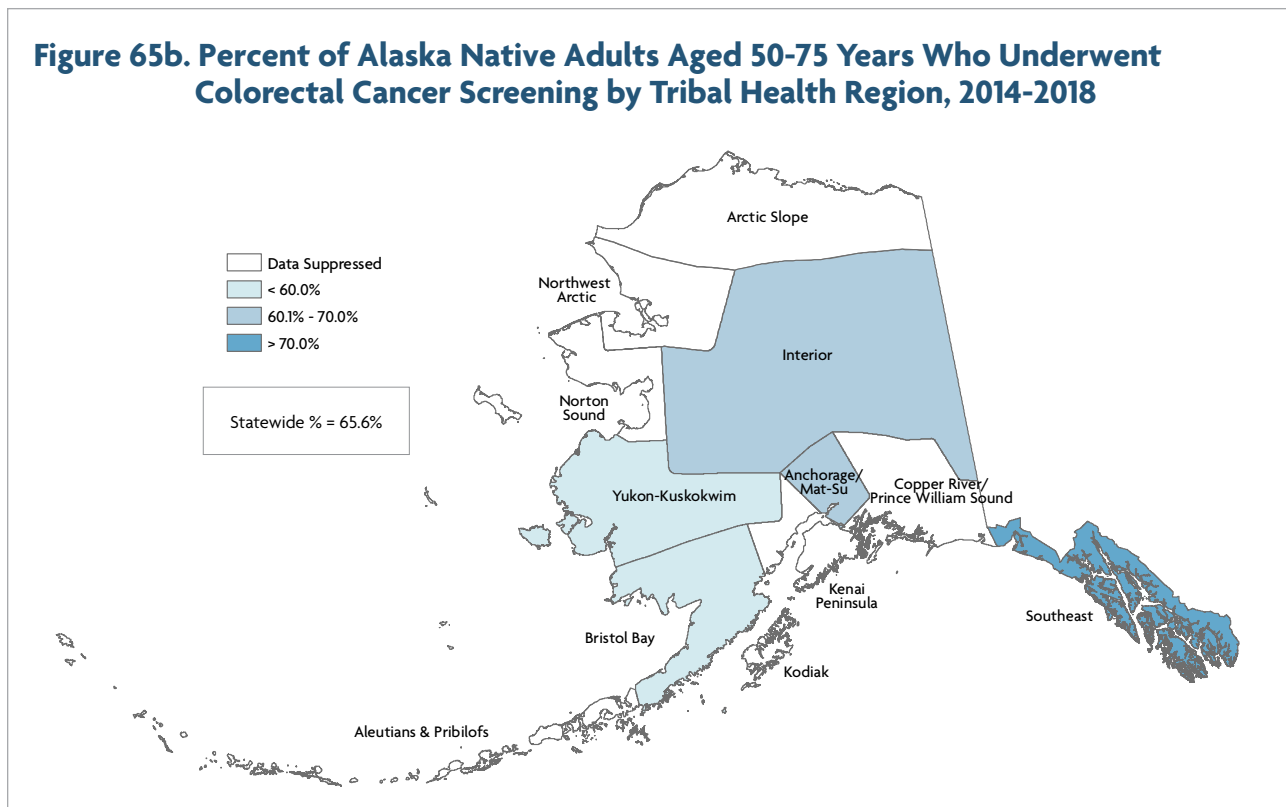 Figure 65b. Percent of Alaska Native Adults Aged 50-75 Years Who Underwent
Colorectal Cancer Screening by Tribal Health Region, 2014-2018
Data Suppressed
< 60.0%
60.1% - 70.0%
> 70.0%
Statewide % = 65.6%
Arctic Slope
Northwest
Arctic
Interior
Norton
Sound
Yukon-Kuskokwim
Anchorage/
Mat-Su
Copper River/
Prince William Sound
Kenai
Peninsula
Southeast
Bristol Bay
Kodiak
Aleutians & Pribilofs